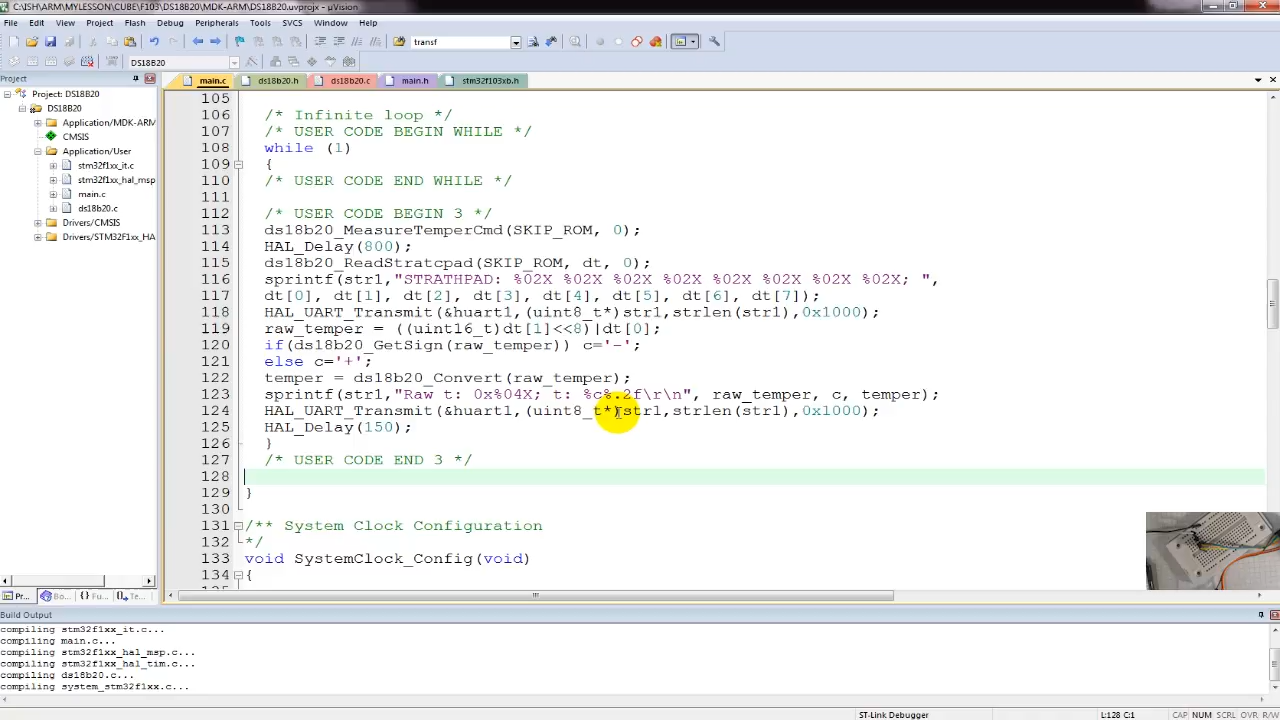 C:\ISH\ARM\MYLESSON\CUBE\F103\DS18B20\MDK-ARM\DS18B20.uvprojx - µVision
File Edit View Project Flash Debug Peripherals Tools SVCS Window Help
transf
DS18B20
Project
main.c ds18b20.h ds18b20.c main.h stm32f103xb.h
Project: DS18B20
DS18B20
Application/MDK-ARM
CMSIS
Application/User
stm32f1xx_it.c
stm32f1xx_hal_msp
main.c
ds18b20.c
Drivers/CMSIS
Drivers/STM32F1xx_HA
105
106 /* Infinite loop */
107 /* USER CODE BEGIN WHILE */
108 while (1)
109 {
110 /* USER CODE END WHILE */
111
112 /* USER CODE BEGIN 3 */
113 ds18b20_MeasureTemperCmd(SKIP_ROM, 0);
114 HAL_Delay(800);
115 ds18b20_ReadStratcpad(SKIP_ROM, dt, 0);
116 sprintf(str1,"STRATHPAD: %02X %02X %02X %02X %02X %02X %02X %02X; ",
117 dt[0], dt[1], dt[2], dt[3], dt[4], dt[5], dt[6], dt[7]);
118 HAL_UART_Transmit(&huart1,(uint8_t*)str1,strlen(str1),0x1000);
119 raw_temper = ((uint16_t)dt[1]<<8)|dt[0];
120 if(ds18b20_GetSign(raw_temper)) c='-';
121 else c='+';
122 temper = ds18b20_Convert(raw_temper);
123 sprintf(str1,"Raw t: 0x%04X; t: %c%.2f\r\n", raw_temper, c, temper);
124 HAL_UART_Transmit(&huart1,(uint8_t*)str1,strlen(str1),0x1000);
125 HAL_Delay(150);
126 }
127 /* USER CODE END 3 */
128
129 }
130
131 /** System Clock Configuration
132 */
133 void SystemClock_Config(void)
134 {
Pr... Bo... {} Fu... Te...
Build Output
compiling stm32f1xx_it.c...
compiling main.c...
compiling stm32f1xx_hal_msp.c...
compiling stm32f1xx_hal_tim.c...
compiling ds18b20.c...
compiling system_stm32f1xx.c...
ST-Link Debugger L:128 C:1 CAP NUM SCRL OVR R/W